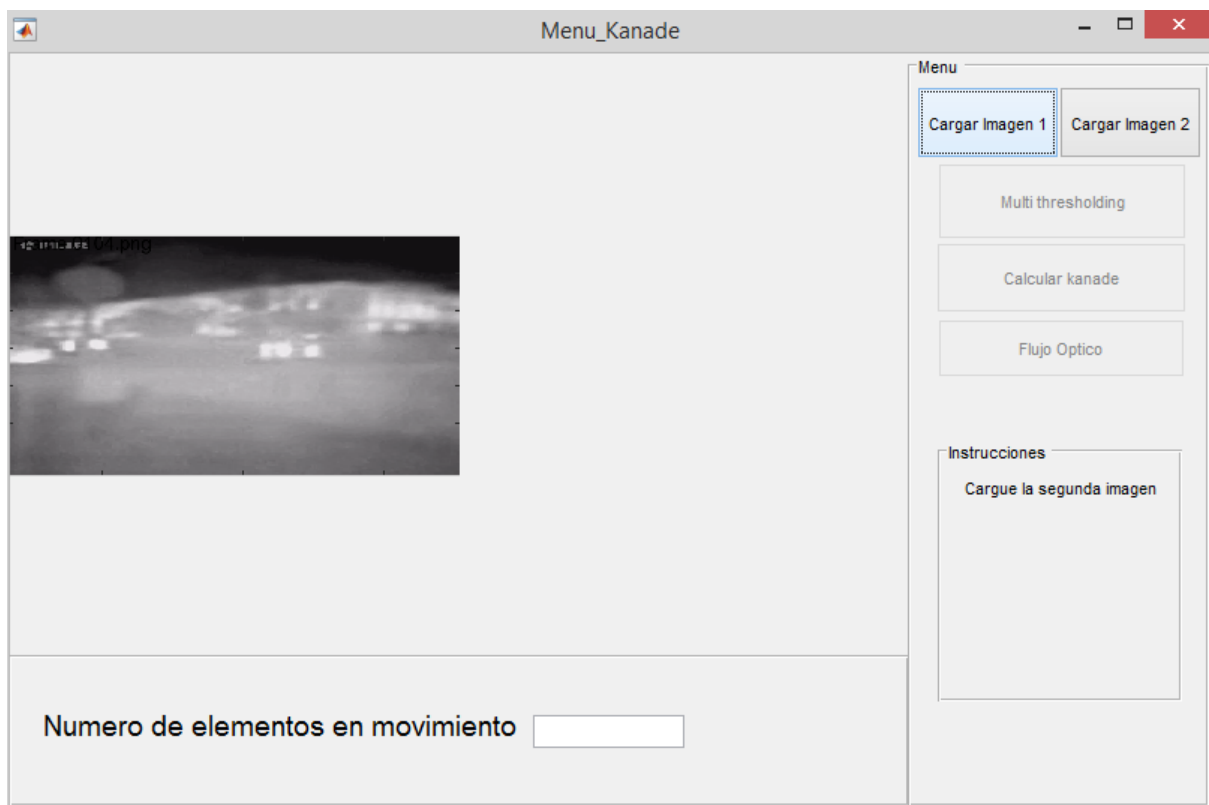 Menu_Kanade
Menu
Cargar Imagen 1
Cargar Imagen 2
Multi thresholding
Calcular kanade
Flujo Optico
Instrucciones
Cargue la segunda imagen
Numero de elementos en movimiento